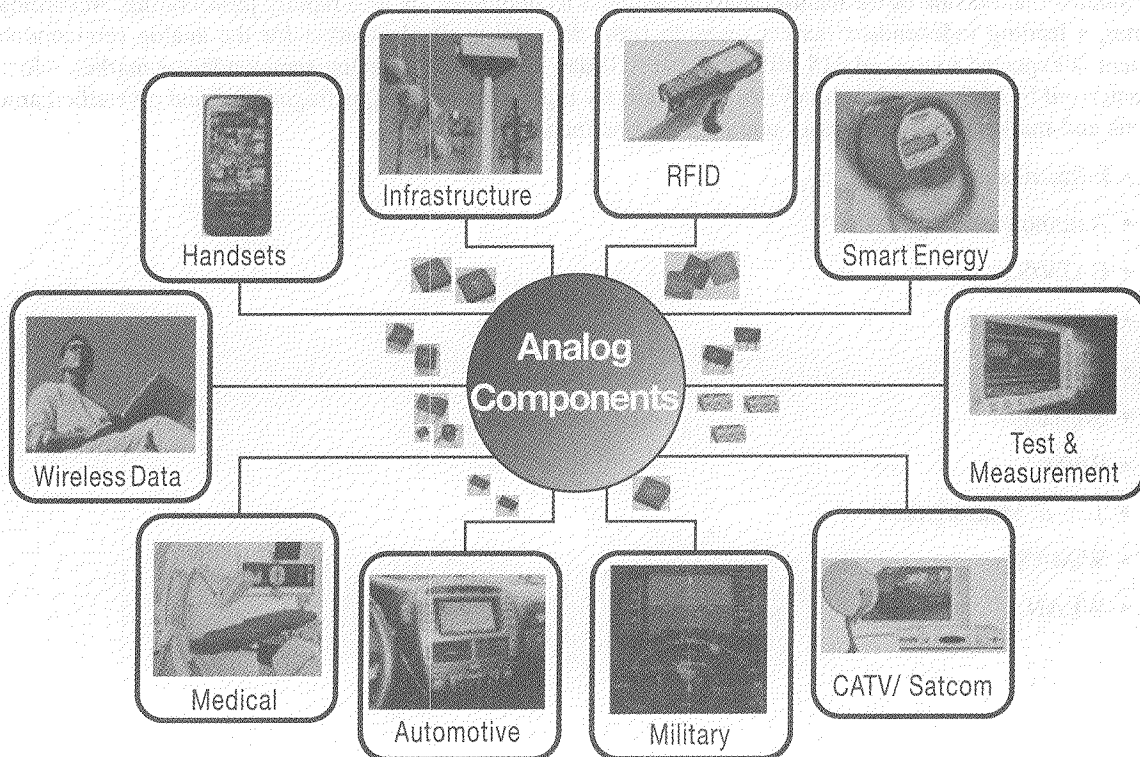 Infrastructure
RFID
Handsets
Smart Energy
Analog
Components
Wireless Data
Test &
Measurement
Medical
Automotive
Military
CATV/ Satcom